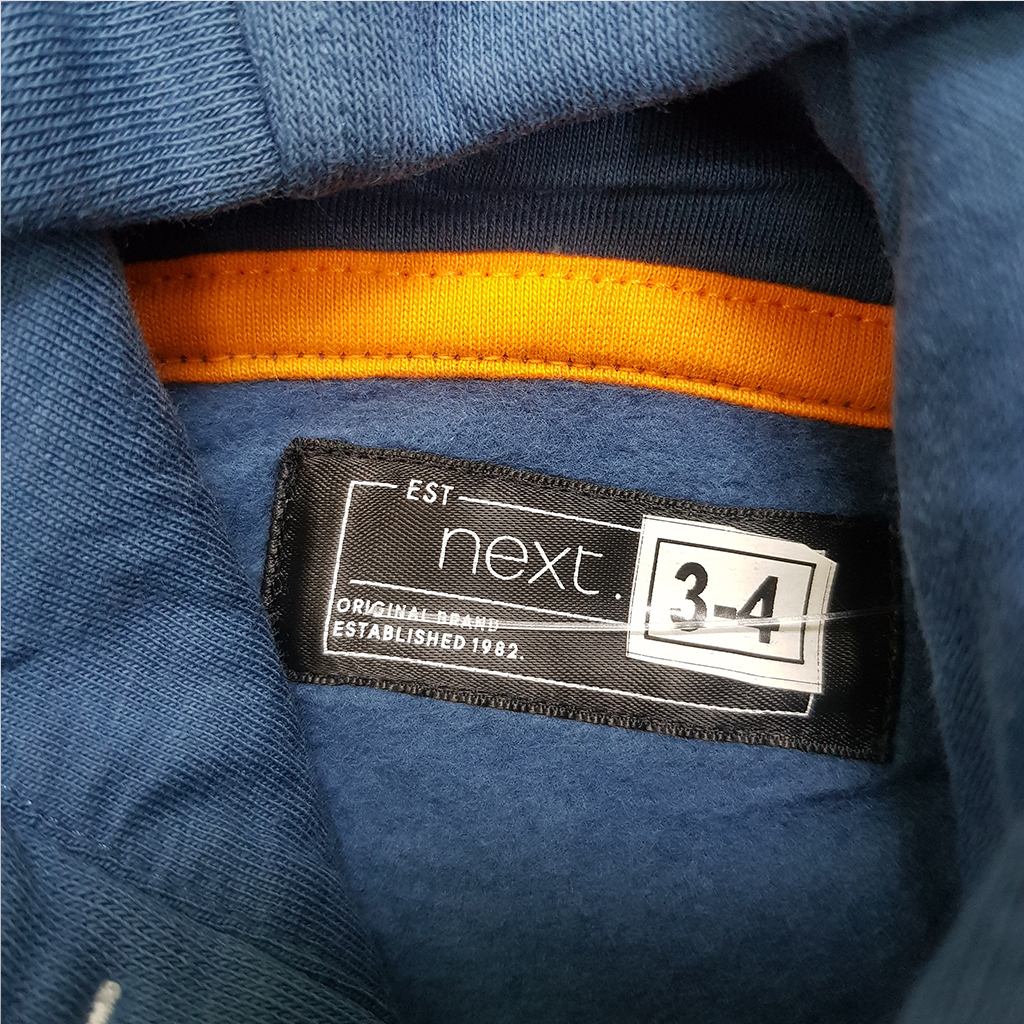 EST
next.
3-4
ORIGINAL BRAND
ESTABLISHED 1982.